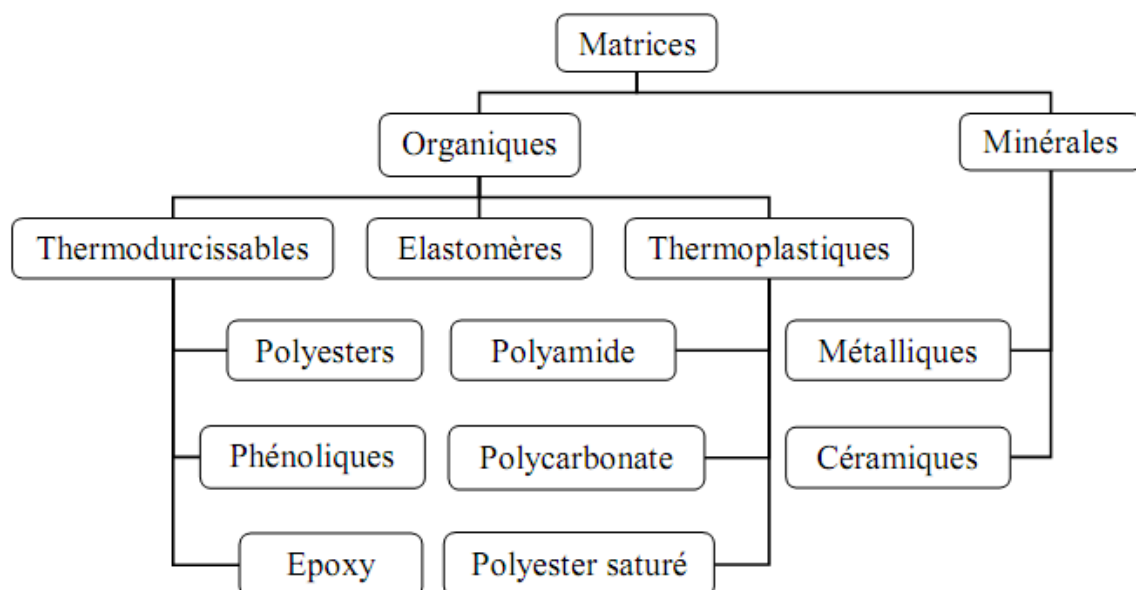 Matrices
Organiques
Minérales
Thermodurcissables
Elastomères
Thermoplastiques
Polyesters
Polyamide
Métalliques
Phénoliques
Polycarbonate
Céramiques
Epoxy
Polyester saturé